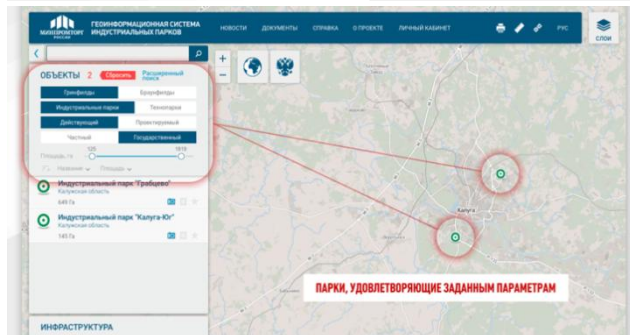 МИНПРОМТОРГ
РОССИИ
ГЕОИНФОРМАЦИОННАЯ СИСТЕМА
ИНДУСТРИАЛЬНЫХ ПАРКОВ
НОВОСТИ ДОКУМЕНТЫ СПРАВКА О ПРОЕКТЕ ЛИЧНЫЙ КАБИНЕТ
РУС
СЛОИ
ОБЪЕКТЫ 2 Сбросить Расширенный
поиск
Гринфилды Браунфилды
Индустриальные парки Технопарки
Действующий Проектируемый
Частный Государственный
125 1810
Площадь, га
Название Площадь
Индустриальный парк "Грабцево"
Калужская область
649 Га
Индустриальный парк "Калуга-Юг"
Калужская область
145 Га
Калуга
ПАРКИ, УДОВЛЕТВОРЯЮЩИЕ ЗАДАННЫМ ПАРАМЕТРАМ
ИНФРАСТРУКТУРА